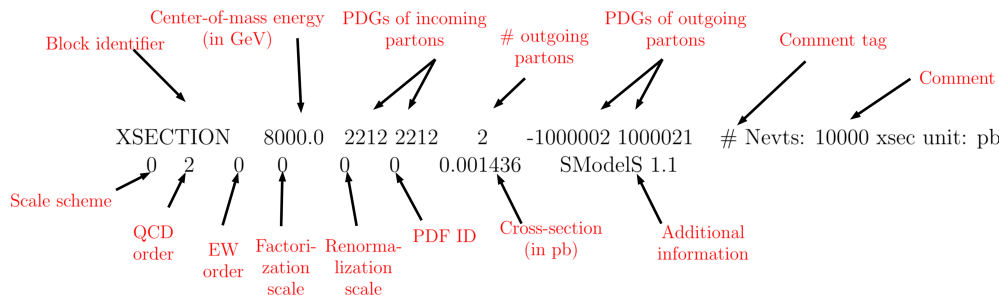 Block identifier
Center-of-mass energy
(in GeV)
PDGs of incoming
partons
# outgoing
partons
PDGs of outgoing
partons
Comment tag
Comment
XSECTION 8000.0 2212 2212 2 -1000002 1000021 # Nevts: 10000 xsec unit: pb
0 2 0 0 0 0 0.001436 SModelS 1.1
Scale scheme
QCD
order
EW
order
Factori-
zation
scale
Renorma-
lization
scale
PDF ID
Cross-section
(in pb)
Additional
information